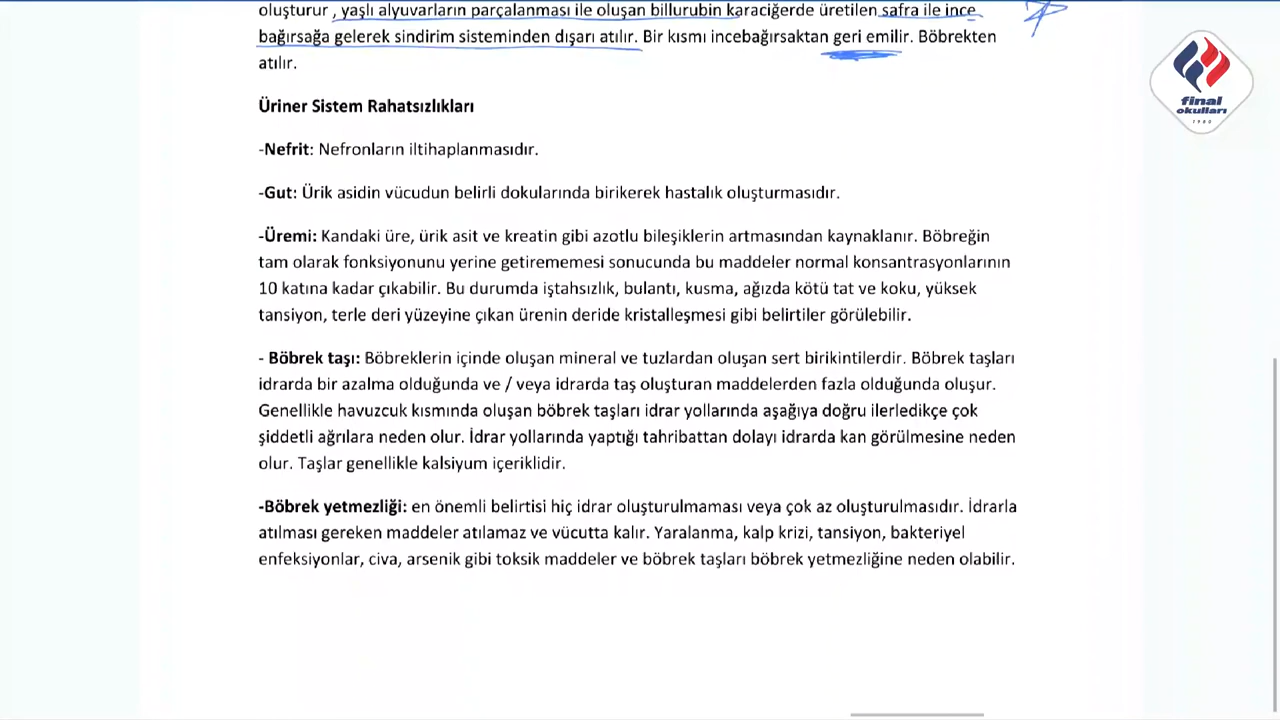 oluşturur , yaşlı alyuvarların parçalanması ile oluşan billurubin karaciğerde üretilen safra ile ince
bağırsağa gelerek sindirim sisteminden dışarı atılır. Bir kısmı incebağırsaktan geri emilir. Böbrekten
atılır.
Üriner Sistem Rahatsızlıkları
-Nefrit: Nefronların iltihaplanmasıdır.
-Gut: Ürik asidin vücudun belirli dokularında birikerek hastalık oluşturmasıdır.
-Üremi: Kandaki üre, ürik asit ve kreatin gibi azotlu bileşiklerin artmasından kaynaklanır. Böbreğin
tam olarak fonksiyonunu yerine getirememesi sonucunda bu maddeler normal konsantrasyonlarının
10 katına kadar çıkabilir. Bu durumda iştahsızlık, bulantı, kusma, ağızda kötü tat ve koku, yüksek
tansiyon, terle deri yüzeyine çıkan ürenin deride kristalleşmesi gibi belirtiler görülebilir.
- Böbrek taşı: Böbreklerin içinde oluşan mineral ve tuzlardan oluşan sert birikintilerdir. Böbrek taşları
idrarda bir azalma olduğunda ve / veya idrarda taş oluşturan maddelerden fazla olduğunda oluşur.
Genellikle havuzcuk kısmında oluşan böbrek taşları idrar yollarında aşağıya doğru ilerledikçe çok
şiddetli ağrılara neden olur. İdrar yollarında yaptığı tahribattan dolayı idrarda kan görülmesine neden
olur. Taşlar genellikle kalsiyum içeriklidir.
-Böbrek yetmezliği: en önemli belirtisi hiç idrar oluşturulmaması veya çok az oluşturulmasıdır. İdrarla
atılması gereken maddeler atılamaz ve vücutta kalır. Yaralanma, kalp krizi, tansiyon, bakteriyel
enfeksiyonlar, civa, arsenik gibi toksik maddeler ve böbrek taşları böbrek yetmezliğine neden olabilir.
final
okulları
1980